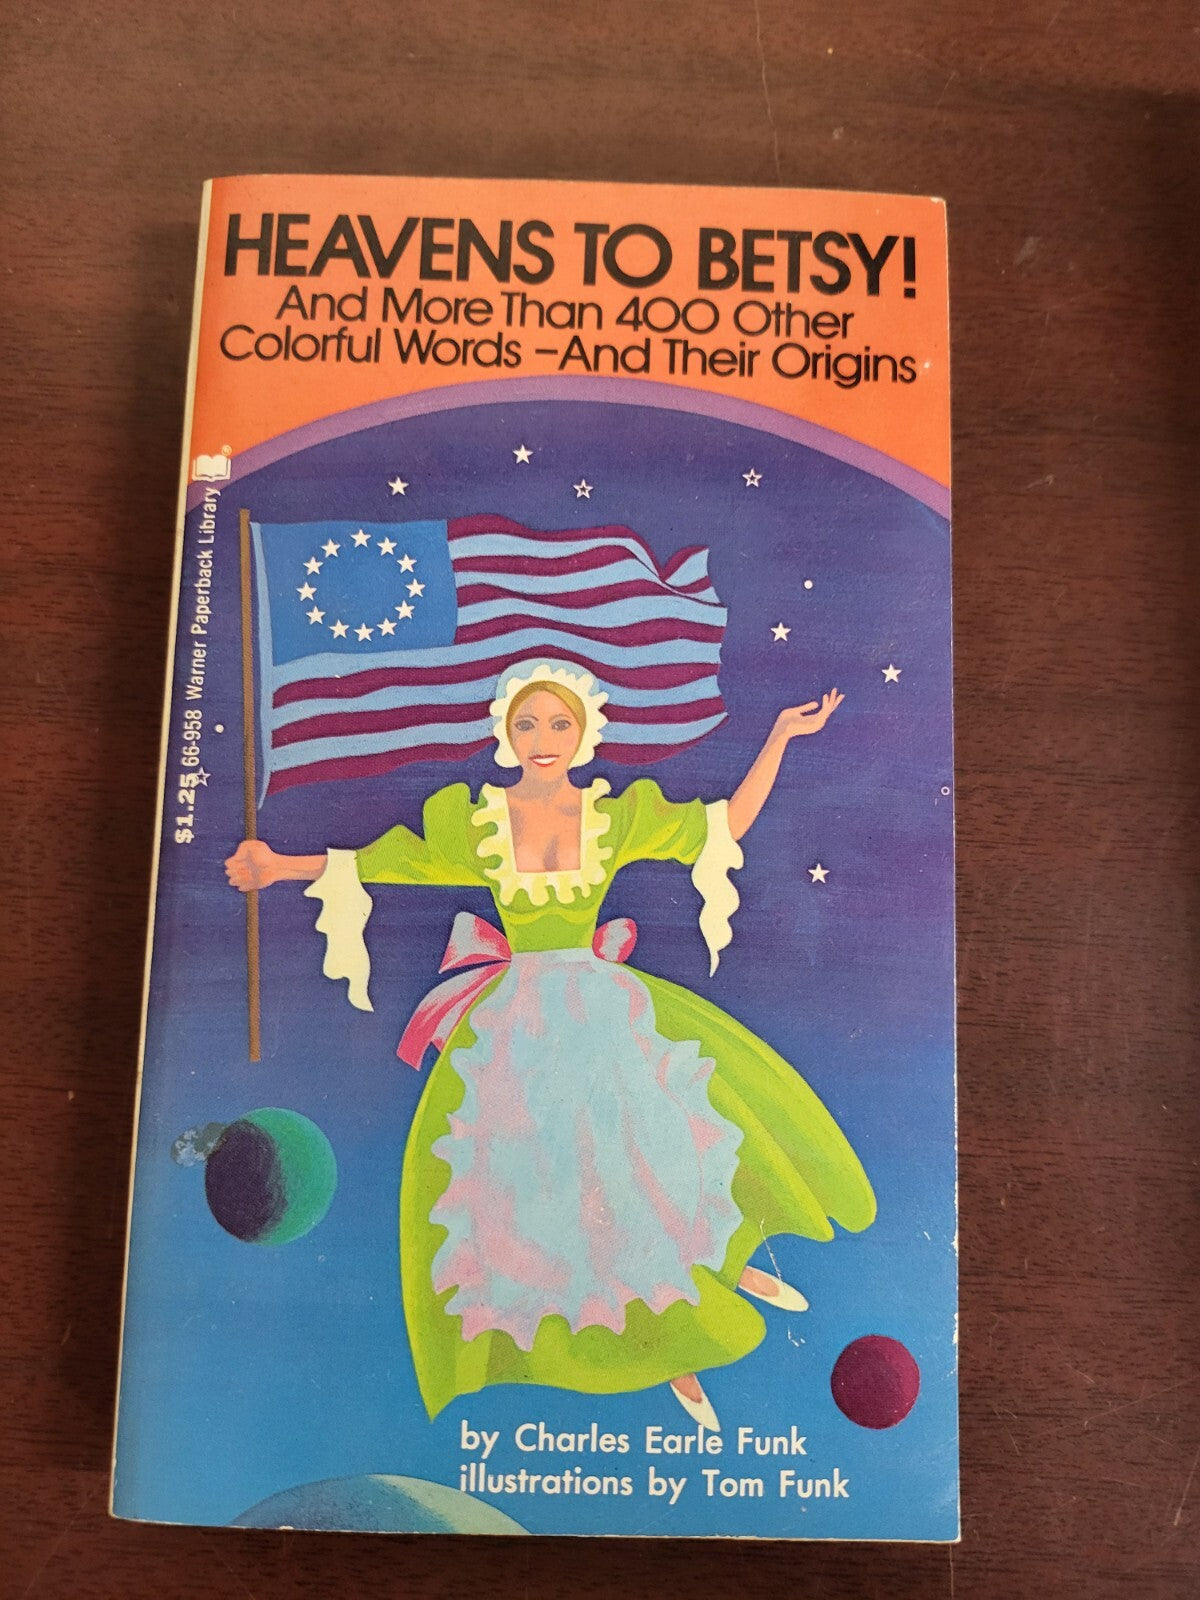 HEAVENS TO BETSY!
And More Than 400 Other
Colorful Words –And Their Origins
$1.25 66-958 Warner Paperback Library
by Charles Earle Funk
illustrations by Tom Funk